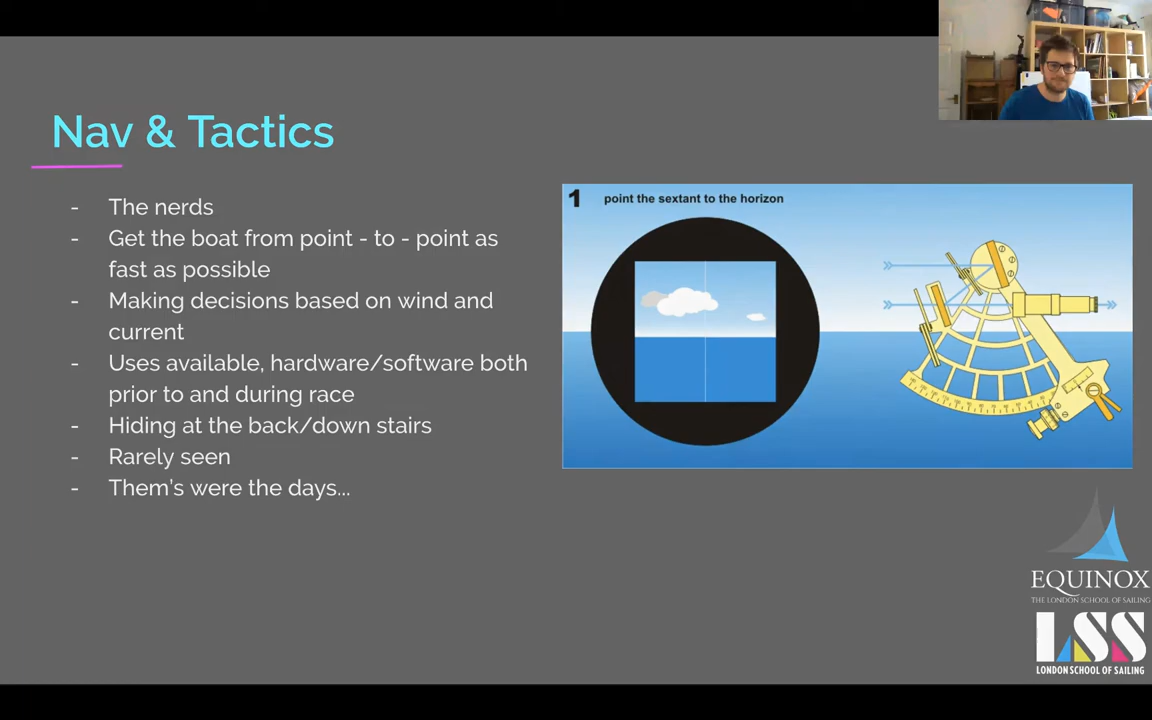 Nav & Tactics
- The nerds
- Get the boat from point - to - point as
fast as possible
- Making decisions based on wind and
current
- Uses available, hardware/software both
prior to and during race
- Hiding at the back/down stairs
- Rarely seen
- Them's were the days...
1 point the sextant to the horizon
EQUINOX
THE LONDON SCHOOL OF SAILING
LSS
LONDON SCHOOL OF SAILING